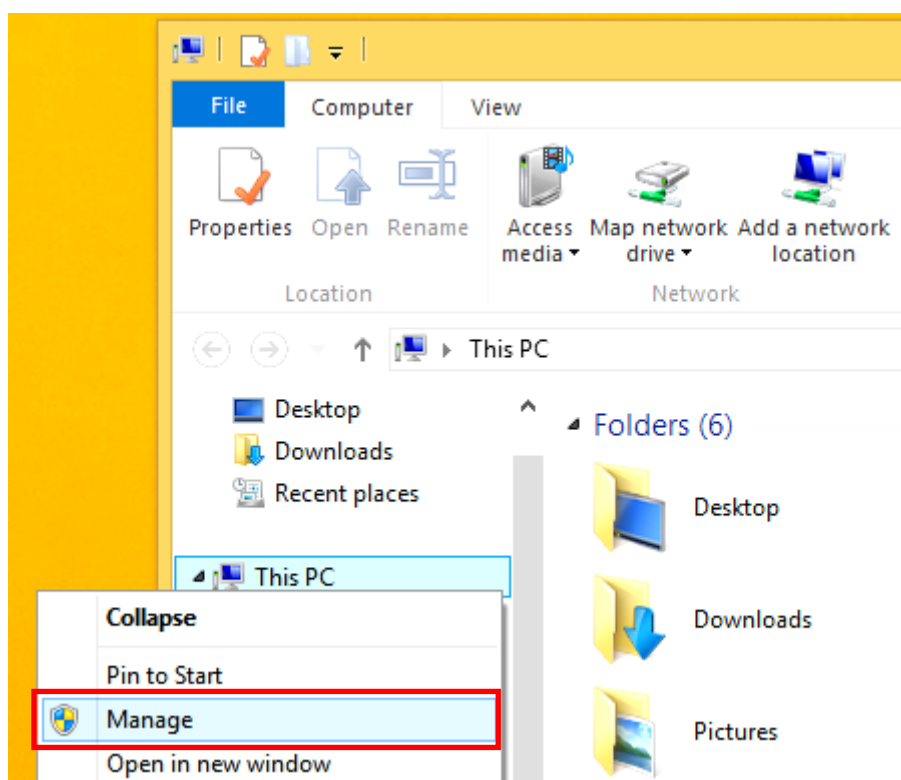 File Computer View
Properties Open Rename Access media Map network drive Add a network location
Location Network
This PC
Desktop
Downloads
Recent places
This PC
Collapse
Pin to Start
Manage
Open in new window
Folders (6)
Desktop
Downloads
Pictures